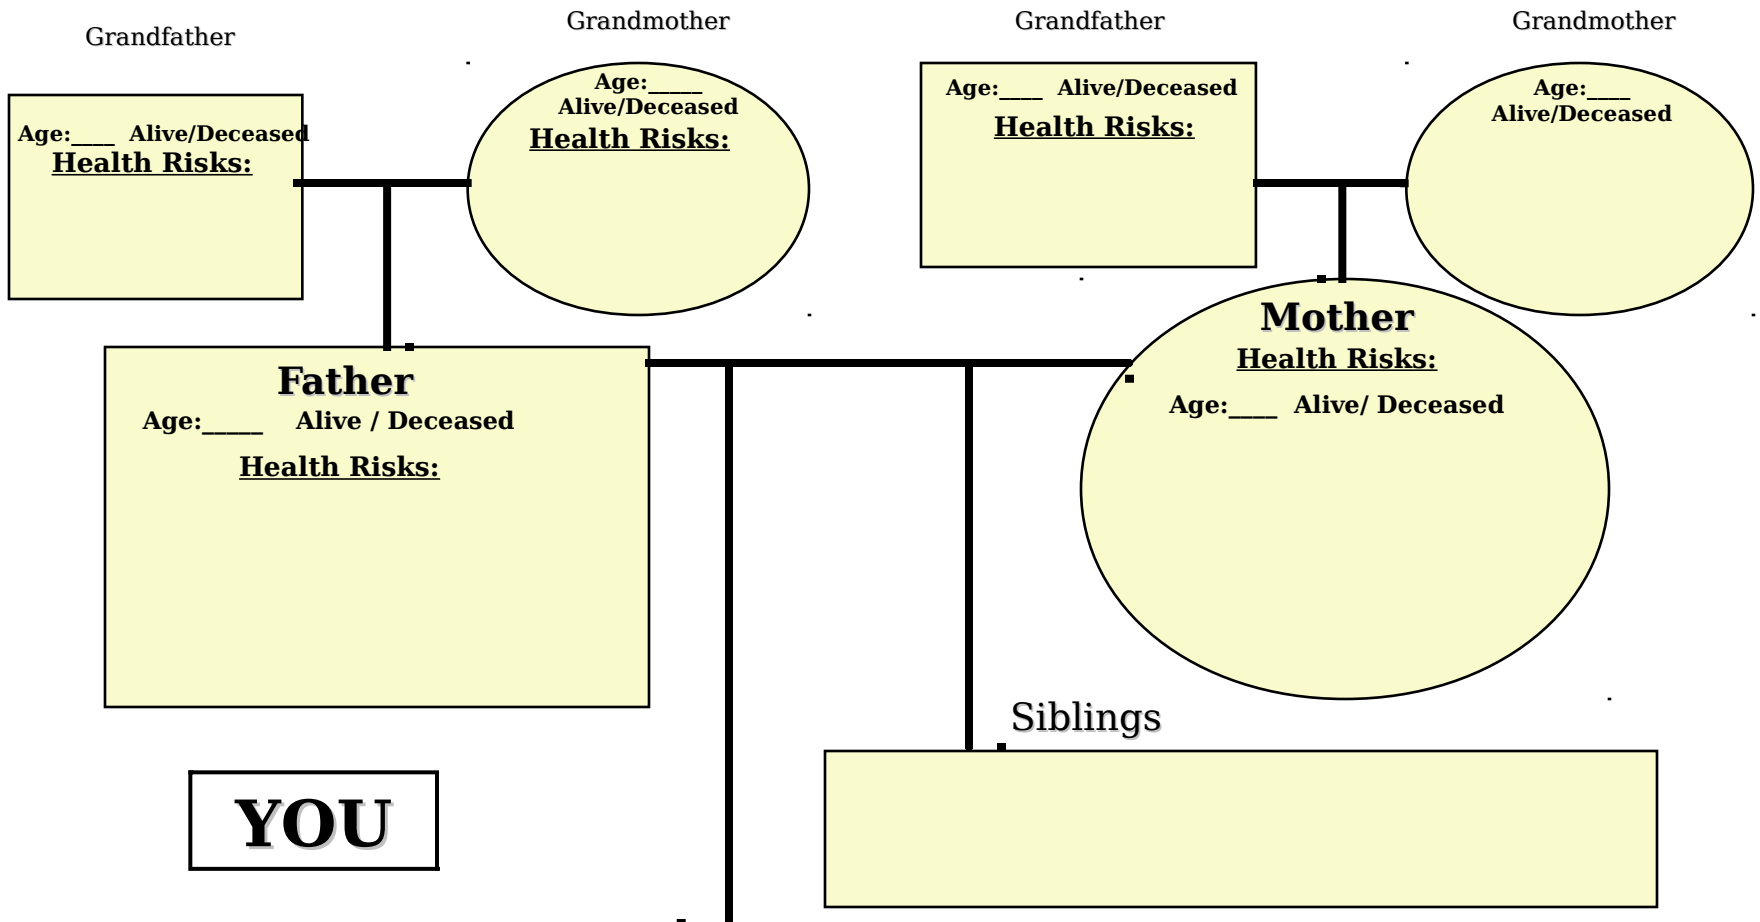 Grandfather
Grandmother
Grandfather
Grandmother
Age:____ Alive/Deceased
Health Risks:
Age:_____
Alive/Deceased
Health Risks:
Age:____ Alive/Deceased
Health Risks:
Age:____
Alive/Deceased
Father
Age:_____ Alive / Deceased
Health Risks:
Mother
Health Risks:
Age:____ Alive/ Deceased
Siblings
YOU